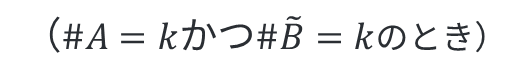 （#𝐴 = 𝑘かつ#𝐵̃ = 𝑘のとき）